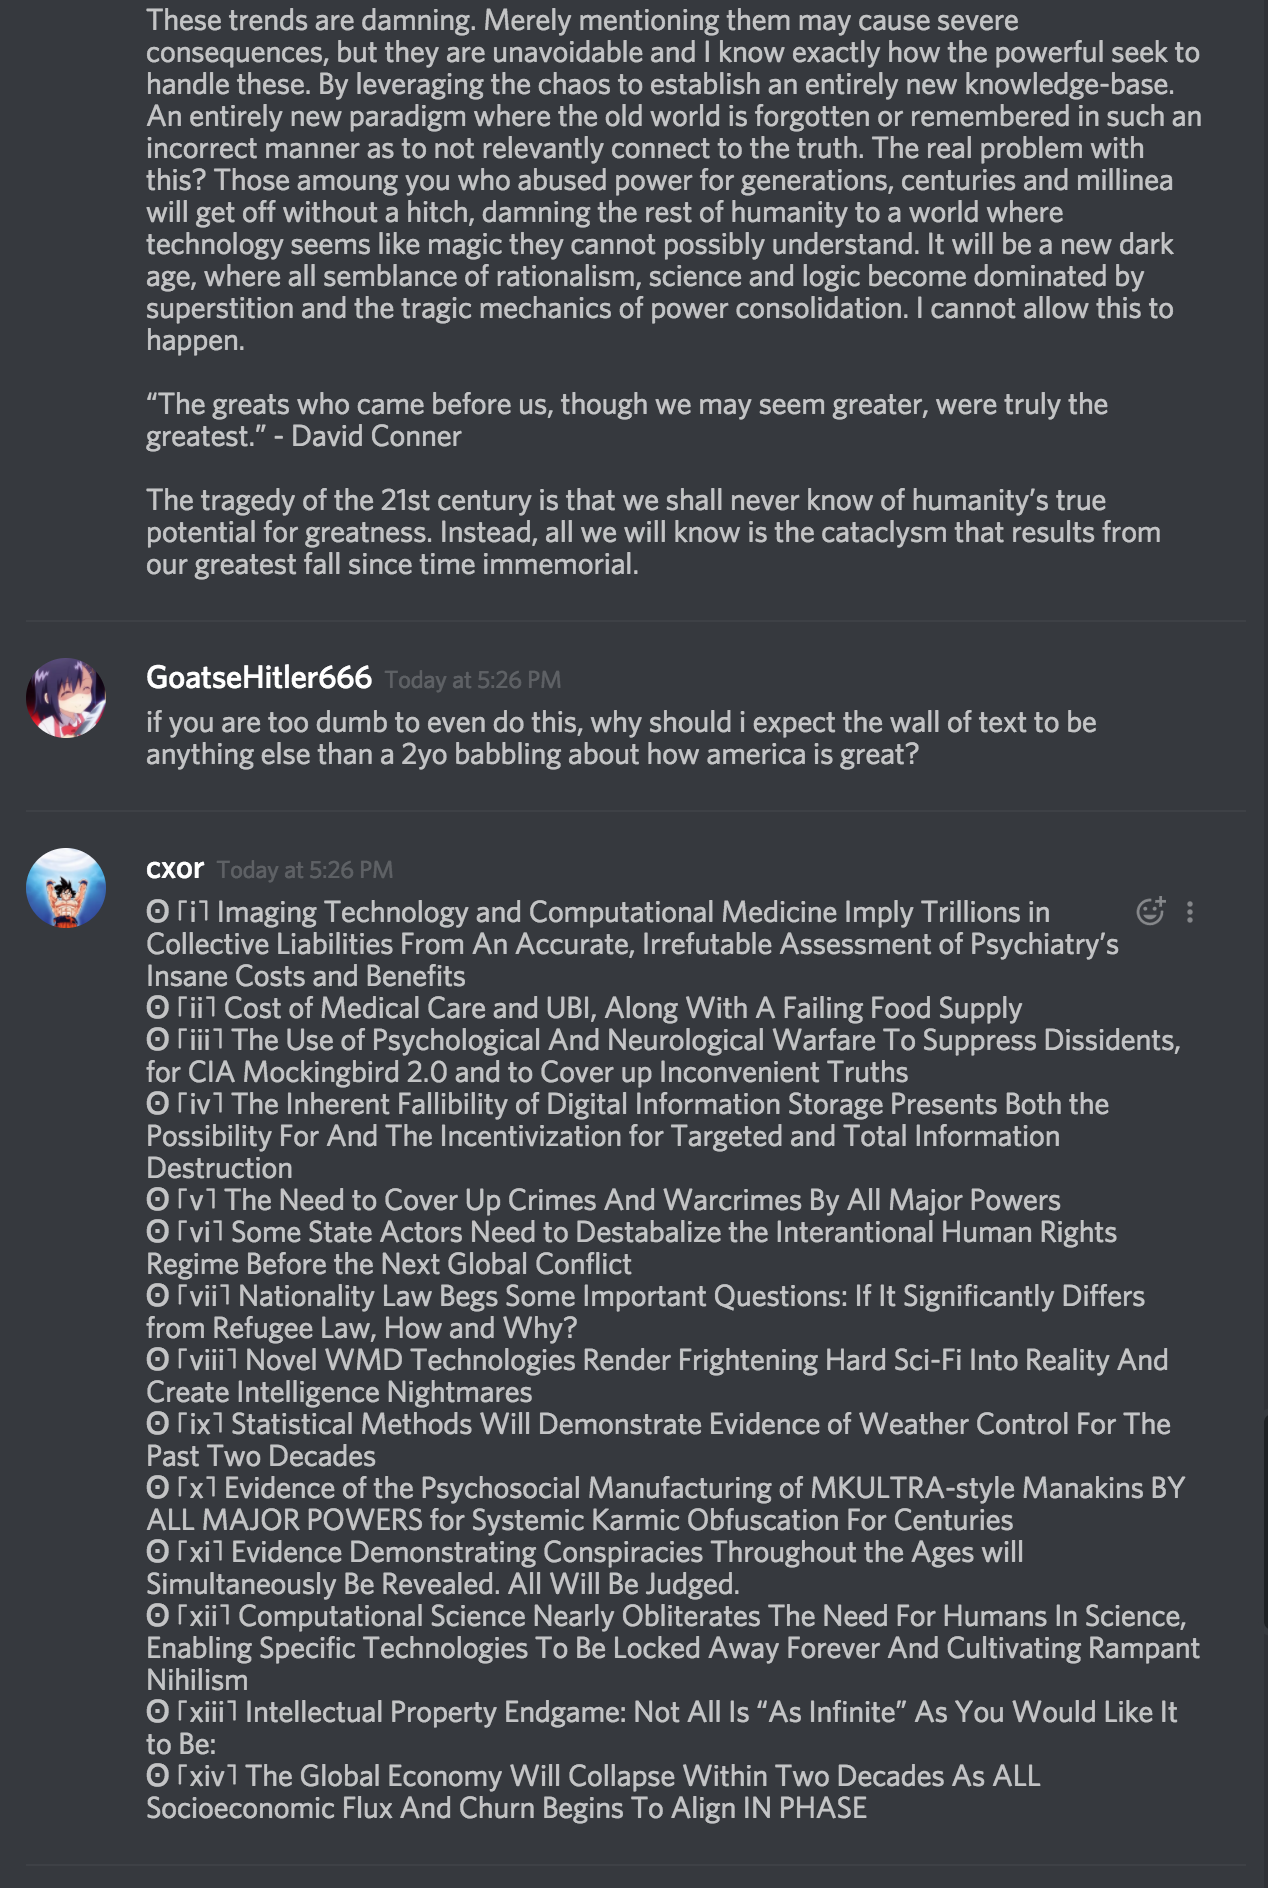 These trends are damning. Merely mentioning them may cause severe
consequences, but they are unavoidable and I know exactly how the powerful seek to
handle these. By leveraging the chaos to establish an entirely new knowledge-base.
An entirely new paradigm where the old world is forgotten or remembered in such an
incorrect manner as to not relevantly connect to the truth. The real problem with
this? Those amoung you who abused power for generations, centuries and millinea
will get off without a hitch, damning the rest of humanity to a world where
technology seems like magic they cannot possibly understand. It will be a new dark
age, where all semblance of rationalism, science and logic become dominated by
superstition and the tragic mechanics of power consolidation. I cannot allow this to
happen.
“The greats who came before us, though we may seem greater, were truly the
greatest.” - David Conner
The tragedy of the 21st century is that we shall never know of humanity’s true
potential for greatness. Instead, all we will know is the cataclysm that results from
our greatest fall since time immemorial.
GoatseHitler666 Today at 5:26 PM
if you are too dumb to even do this, why should i expect the wall of text to be
anything else than a 2yo babbling about how america is great?
cxor Today at 5:26 PM
ʘ「i˥ Imaging Technology and Computational Medicine Imply Trillions in
Collective Liabilities From An Accurate, Irrefutable Assessment of Psychiatry’s
Insane Costs and Benefits
ʘ「ii˥ Cost of Medical Care and UBI, Along With A Failing Food Supply
ʘ「iii˥ The Use of Psychological And Neurological Warfare To Suppress Dissidents,
for CIA Mockingbird 2.0 and to Cover up Inconvenient Truths
ʘ「iv˥ The Inherent Fallibility of Digital Information Storage Presents Both the
Possibility For And The Incentivization for Targeted and Total Information
Destruction
ʘ「v˥ The Need to Cover Up Crimes And Warcrimes By All Major Powers
ʘ「vi˥ Some State Actors Need to Destabalize the Interantional Human Rights
Regime Before the Next Global Conflict
ʘ「vii˥ Nationality Law Begs Some Important Questions: If It Significantly Differs
from Refugee Law, How and Why?
ʘ「viii˥ Novel WMD Technologies Render Frightening Hard Sci-Fi Into Reality And
Create Intelligence Nightmares
ʘ「ix˥ Statistical Methods Will Demonstrate Evidence of Weather Control For The
Past Two Decades
ʘ「x˥ Evidence of the Psychosocial Manufacturing of MKULTRA-style Manakins BY
ALL MAJOR POWERS for Systemic Karmic Obfuscation For Centuries
ʘ「xi˥ Evidence Demonstrating Conspiracies Throughout the Ages will
Simultaneously Be Revealed. All Will Be Judged.
ʘ「xii˥ Computational Science Nearly Obliterates The Need For Humans In Science,
Enabling Specific Technologies To Be Locked Away Forever And Cultivating Rampant
Nihilism
ʘ「xiii˥ Intellectual Property Endgame: Not All Is “As Infinite” As You Would Like It
to Be:
ʘ「xiv˥ The Global Economy Will Collapse Within Two Decades As ALL
Socioeconomic Flux And Churn Begins To Align IN PHASE